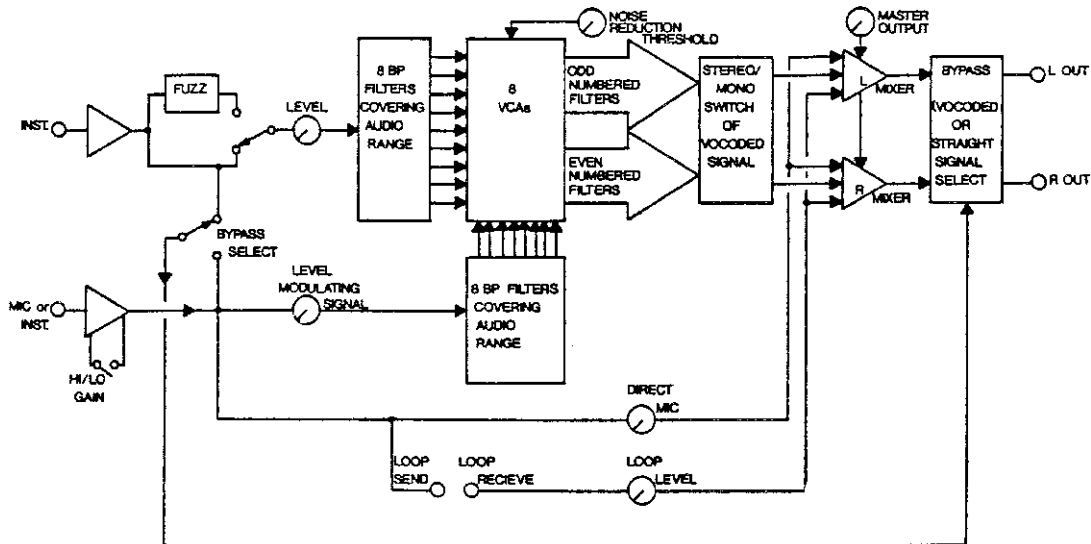 NOISE
REDUCTION
THRESHOLD
MASTER
OUTPUT
FUZZ
INST.
LEVEL
8 BP
FILTERS
COVERING
AUDIO
RANGE
8
VCAs
ODD
NUMBERED
FILTERS
EVEN
NUMBERED
FILTERS
STEREO/
MONO
SWITCH
OF
VOCODED
SIGNAL
L
MIXER
R
MIXER
BYPASS
(VOCODED
OR
STRAIGHT
SIGNAL
SELECT
L OUT
R OUT
BYPASS
SELECT
MIC or
INST.
HI/LO
GAIN
LEVEL
MODULATING
SIGNAL
8 BP FILTERS
COVERING
AUDIO
RANGE
DIRECT
MIC
LOOP
SEND
LOOP
RECIEVE
LOOP
LEVEL